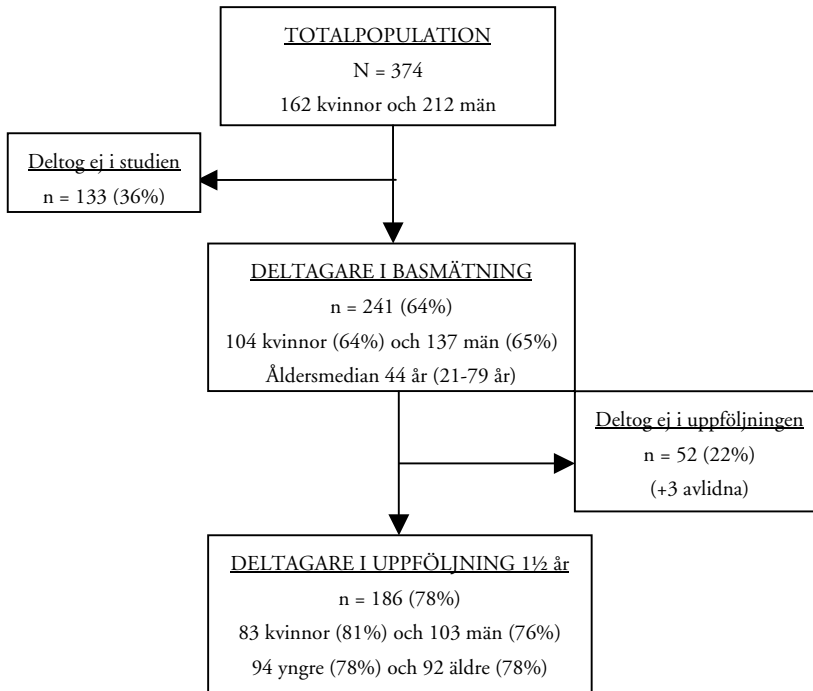 TOTALPOPULATION
N = 374
162 kvinnor och 212 män
Deltog ej i studien
n = 133 (36%)
DELTAGARE I BASMÄTNING
n = 241 (64%)
104 kvinnor (64%) och 137 män (65%)
Åldersmedian 44 år (21-79 år)
Deltog ej i uppföljningen
n = 52 (22%)
(+3 avlidna)
DELTAGARE I UPPFÖLJNING 1½ år
n = 186 (78%)
83 kvinnor (81%) och 103 män (76%)
94 yngre (78%) och 92 äldre (78%)